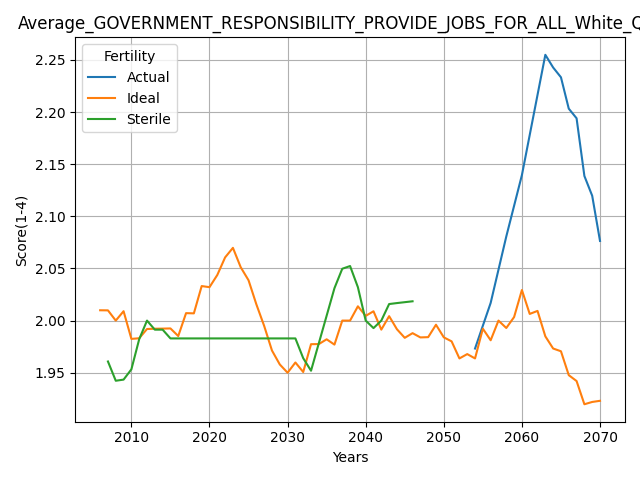 Average_GOVERNMENT_RESPONSIBILITY_PROVIDE_JOBS_FOR_ALL_White_Q
Fertility
Actual
Ideal
Sterile
2.25
2.20
2.15
2.10
2.05
2.00
1.95
Score(1-4)
2010 2020 2030 2040 2050 2060 2070
Years